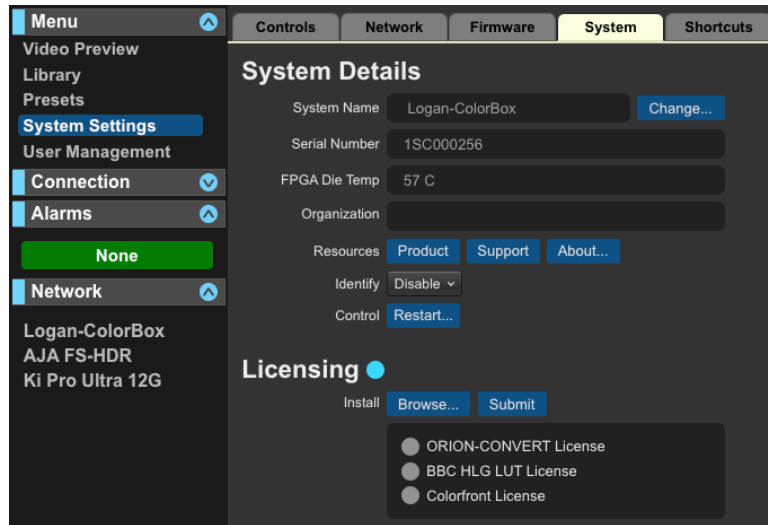 Menu
Video Preview
Library
Presets
System Settings
User Management
Connection
Alarms
None
Network
Logan-ColorBox
AJA FS-HDR
Ki Pro Ultra 12G
Controls Network Firmware System Shortcuts
System Details
System Name Logan-ColorBox Change...
Serial Number 1SC000256
FPGA Die Temp 57 C
Organization
Resources Product Support About...
Identify Disable
Control Restart...
Licensing
Install Browse... Submit
ORION-CONVERT License
BBC HLG LUT License
Colorfront License